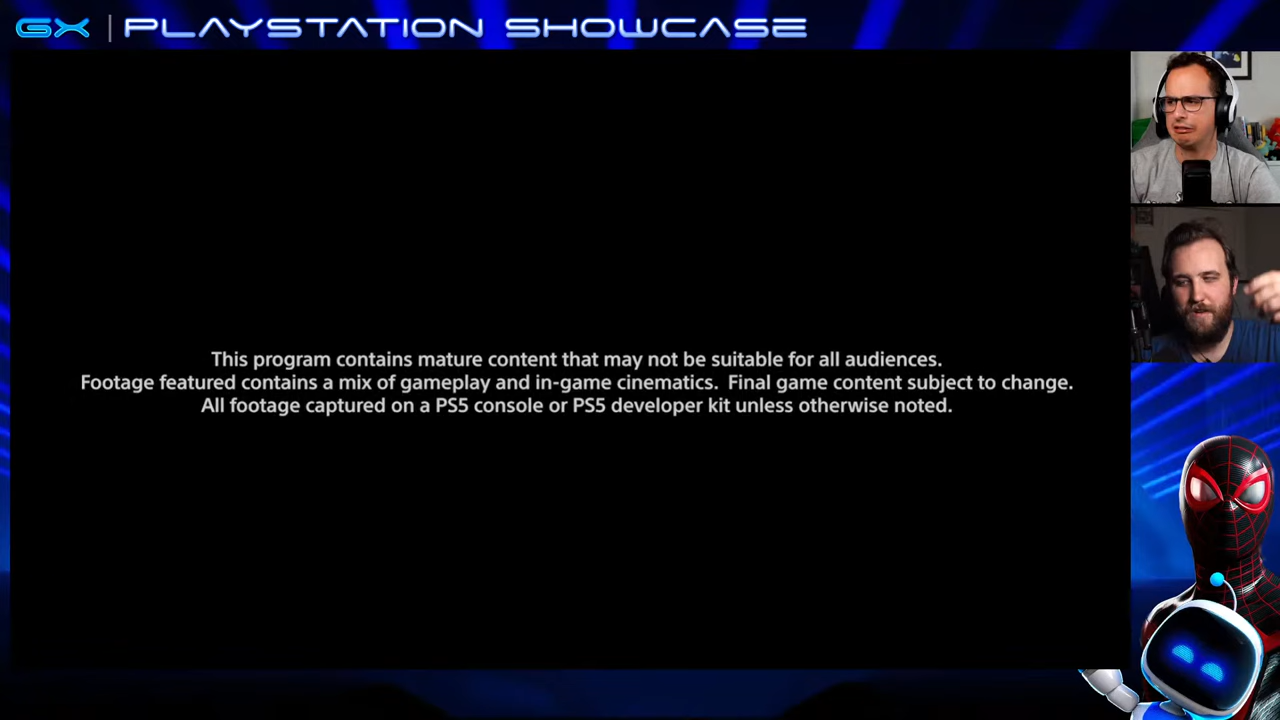 GX | PLAYSTATION SHOWCASE
This program contains mature content that may not be suitable for all audiences.
Footage featured contains a mix of gameplay and in-game cinematics. Final game content subject to change.
All footage captured on a PS5 console or PS5 developer kit unless otherwise noted.